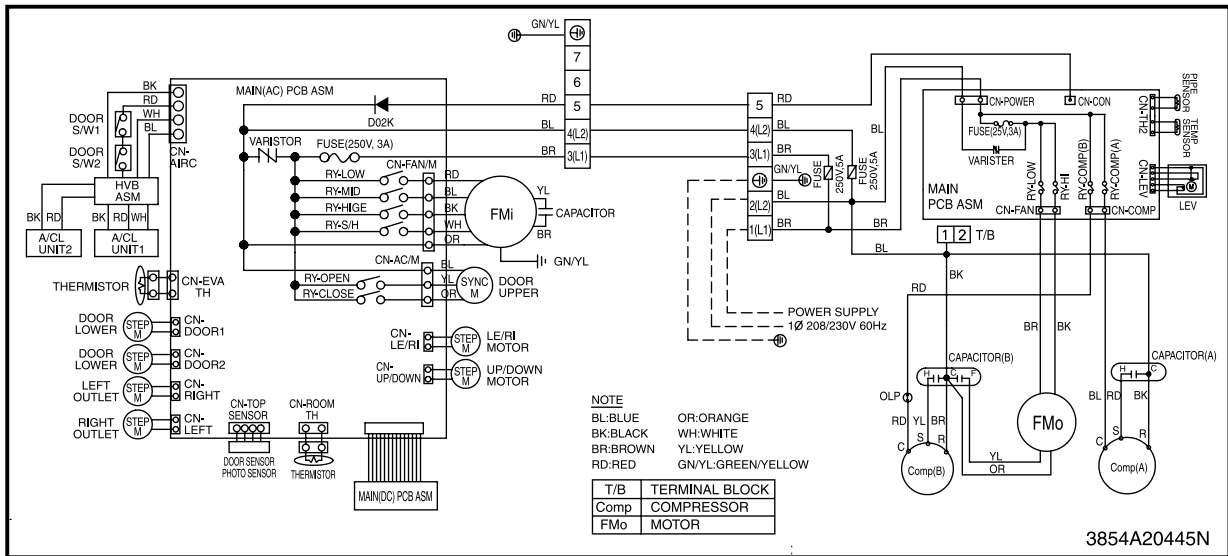 GN/YL
7
6
5
4(L2)
3(L1)
MAIN(AC) PCB ASM
BK
RD
WH
BL
DOOR
S/W1
DOOR
S/W2
CN-
AIRC
HVB
ASM
BK RD
BK RD WH
A/CL
UNIT2
A/CL
UNIT1
D02K
RD
BL
BR
VARISTOR
FUSE(250V, 3A)
CN-FAN/M
RY-LOW
RY-MID
RY-HIGE
RY-S/H
RD
BL
BK
WH
OR
FMi
YL
CAPACITOR
BR
GN/YL
CN-AC/M
BL
YL
OR
RY-OPEN
RY-CLOSE
SYNC
M
DOOR
UPPER
THERMISTOR
CN-EVA
TH
DOOR
LOWER
STEP
M
CN-
DOOR1
DOOR
LOWER
STEP
M
CN-
DOOR2
LEFT
OUTLET
STEP
M
CN-
RIGHT
RIGHT
OUTLET
STEP
M
CN-
LEFT
CN-
LE/RI
STEP
M
LE/RI
MOTOR
CN-
UP/DOWN
STEP
M
UP/DOWN
MOTOR
CN-TOP
SENSOR
DOOR SENSOR
PHOTO SENSOR
CN-ROOM
TH
THERMISTOR
MAIN(DC) PCB ASM
5
4(L2)
3(L1)
2(L2)
1(L1)
RD
BL
BR
GN/YL
BL
BR
FUSE
250V,5A
FUSE
250V,5A
BL
POWER SUPPLY
1Ø 208/230V 60Hz
CN-POWER
CN-CON
FUSE(25V,3A)
VARISTER
MAIN
PCB ASM
RY-LOW
RY-HI
RY-COMP(B)
RY-COMP(A)
CN-FAN
CN-COMP
CN-TH2
PIPE
SENSOR
TEMP
SENSOR
CN-LEV
M
LEV
1 2 T/B
BL
BK
RD
BR
BK
CAPACITOR(B)
H C F
OLP
RD YL BR
C S R
Comp(B)
YL
OR
FMo
CAPACITOR(A)
H C
BL RD BK
C S R
Comp(A)
NOTE
BL:BLUE OR:ORANGE
BK:BLACK WH:WHITE
BR:BROWN YL:YELLOW
RD:RED GN/YL:GREEN/YELLOW
T/B TERMINAL BLOCK
Comp COMPRESSOR
FMo MOTOR
3854A20445N